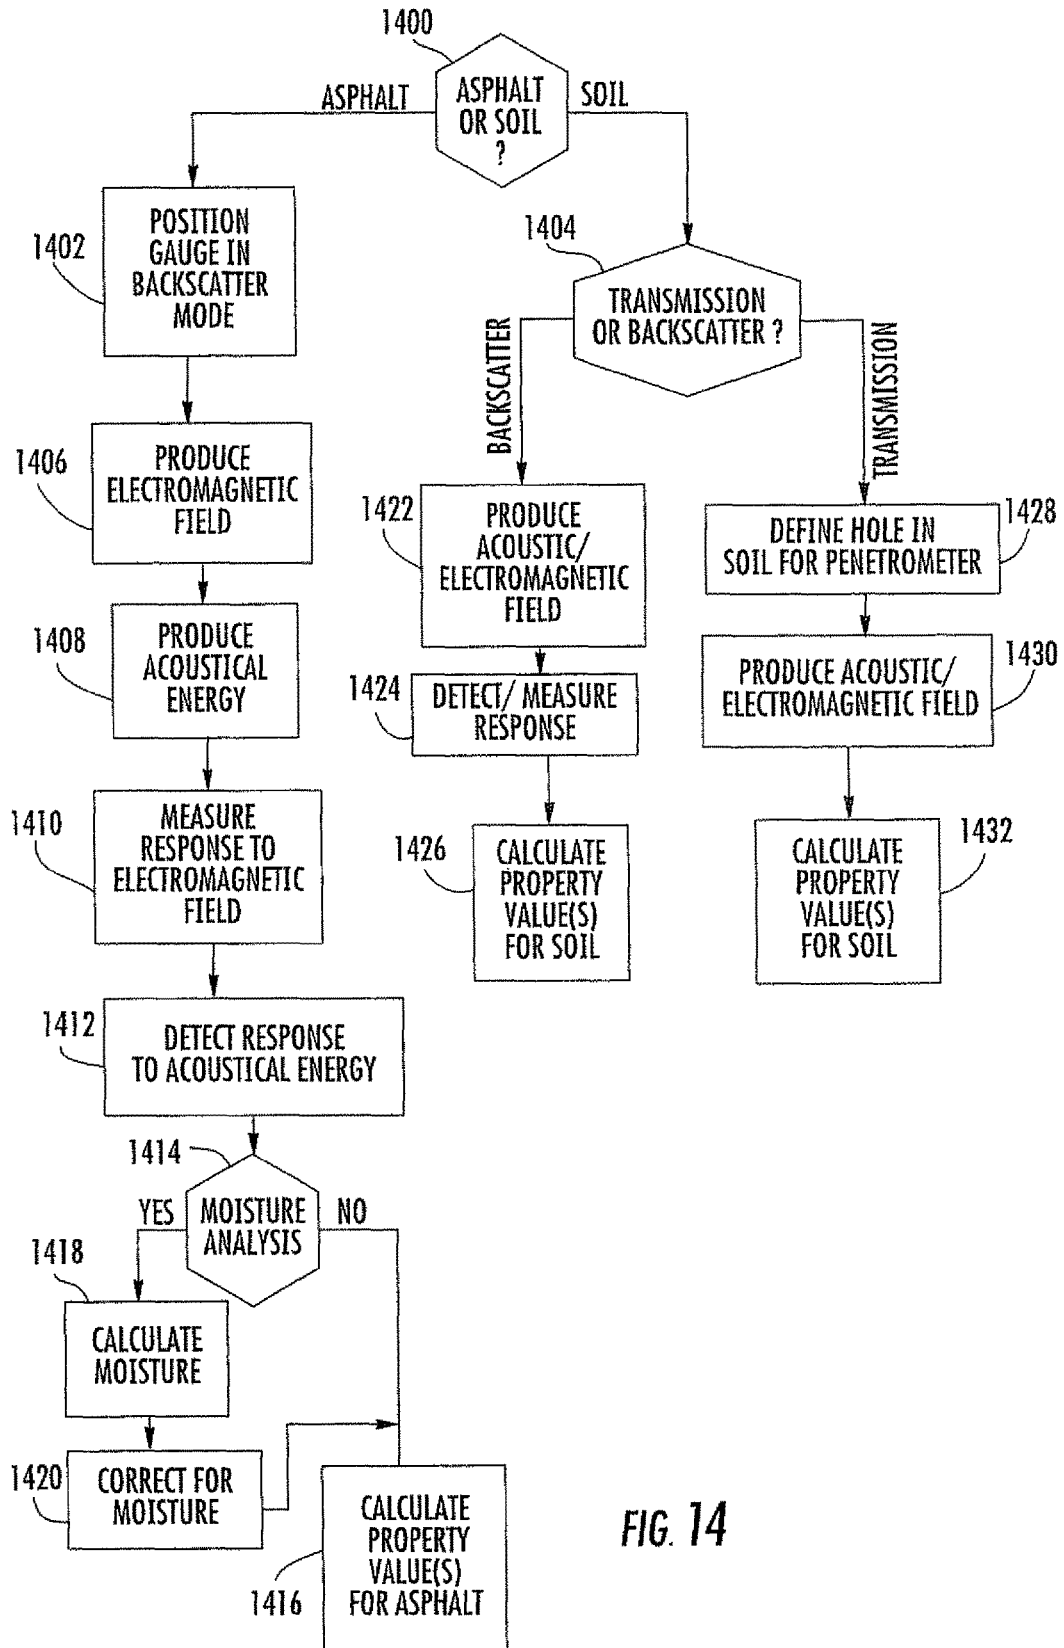 1400
ASPHALT
OR SOIL
?
ASPHALT
SOIL
1402
POSITION
GAUGE IN
BACKSCATTER
MODE
1404
TRANSMISSION
OR BACKSCATTER ?
BACKSCATTER
TRANSMISSION
1406
PRODUCE
ELECTROMAGNETIC
FIELD
1422
PRODUCE
ACOUSTIC/
ELECTROMAGNETIC
FIELD
1428
DEFINE HOLE IN
SOIL FOR PENETROMETER
1408
PRODUCE
ACOUSTICAL
ENERGY
1424
DETECT/ MEASURE
RESPONSE
1430
PRODUCE ACOUSTIC/
ELECTROMAGNETIC FIELD
1410
MEASURE
RESPONSE TO
ELECTROMAGNETIC
FIELD
1426
CALCULATE
PROPERTY
VALUE(S)
FOR SOIL
1432
CALCULATE
PROPERTY
VALUE(S)
FOR SOIL
1412
DETECT RESPONSE
TO ACOUSTICAL ENERGY
1414
MOISTURE
ANALYSIS
YES
NO
1418
CALCULATE
MOISTURE
1420
CORRECT FOR
MOISTURE
1416
CALCULATE
PROPERTY
VALUE(S)
FOR ASPHALT
FIG. 14